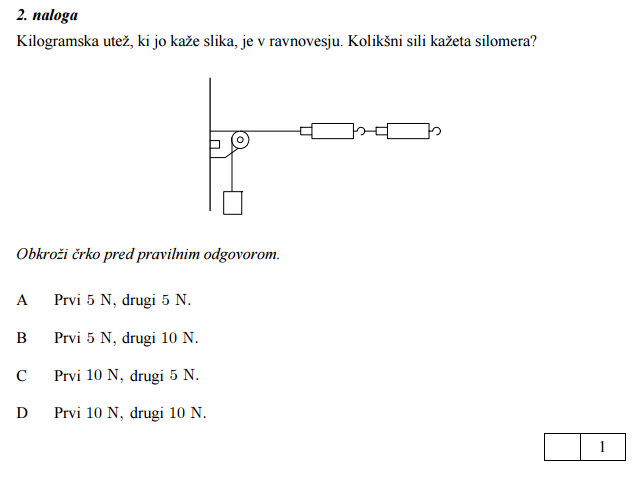 2. naloga
Kilogramska utež, ki jo kaže slika, je v ravnovesju. Kolikšni sili kažeta silomera?
Obkroži črko pred pravilnim odgovorom.
A Prvi 5 N, drugi 5 N.
B Prvi 5 N, drugi 10 N.
C Prvi 10 N, drugi 5 N.
D Prvi 10 N, drugi 10 N.
1